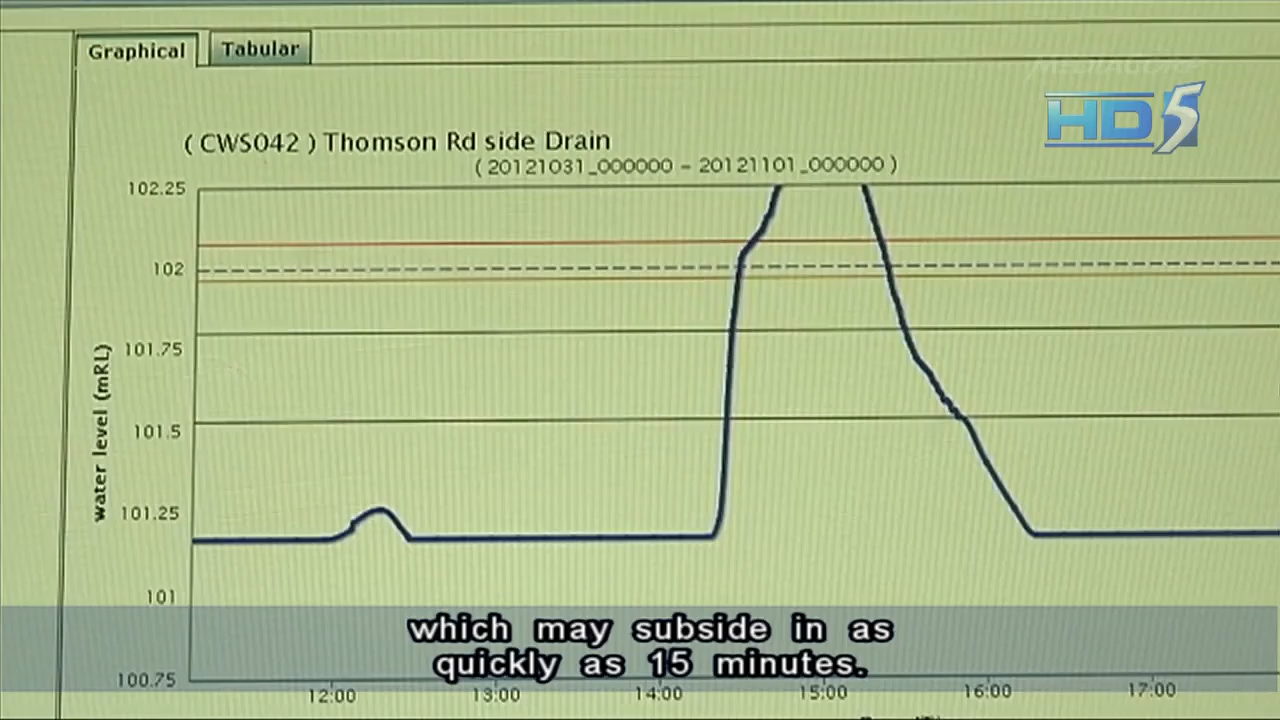 Graphical Tabular
HD5
( CWS042 ) Thomson Rd side Drain
( 20121031_000000 – 20121101_000000 )
102.25
102
101.75
101.5
101.25
101
100.75
water level (mRL)
12:00 13:00 14:00 15:00 16:00 17:00
which may subside in as
quickly as 15 minutes.